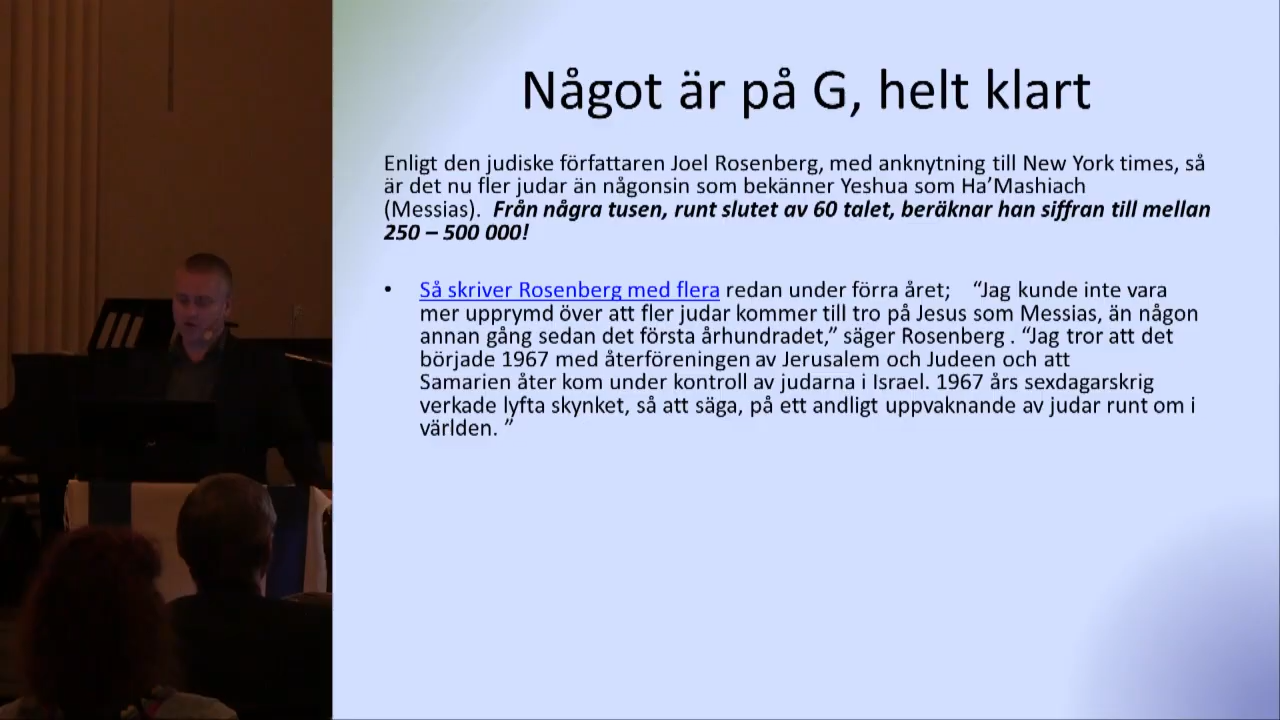 Något är på G, helt klart
Enligt den judiske författaren Joel Rosenberg, med anknytning till New York times, så
är det nu fler judar än någonsin som bekänner Yeshua som Ha’Mashiach
(Messias).  Från några tusen, runt slutet av 60 talet, beräknar han siffran till mellan
250 – 500 000!
• Så skriver Rosenberg med flera redan under förra året;   “Jag kunde inte vara
mer upprymd över att fler judar kommer till tro på Jesus som Messias, än någon
annan gång sedan det första århundradet,” säger Rosenberg . “Jag tror att det
började 1967 med återföreningen av Jerusalem och Judeen och att
Samarien åter kom under kontroll av judarna i Israel. 1967 års sexdagarskrig
verkade lyfta skynket, så att säga, på ett andligt uppvaknande av judar runt om i
världen. ”